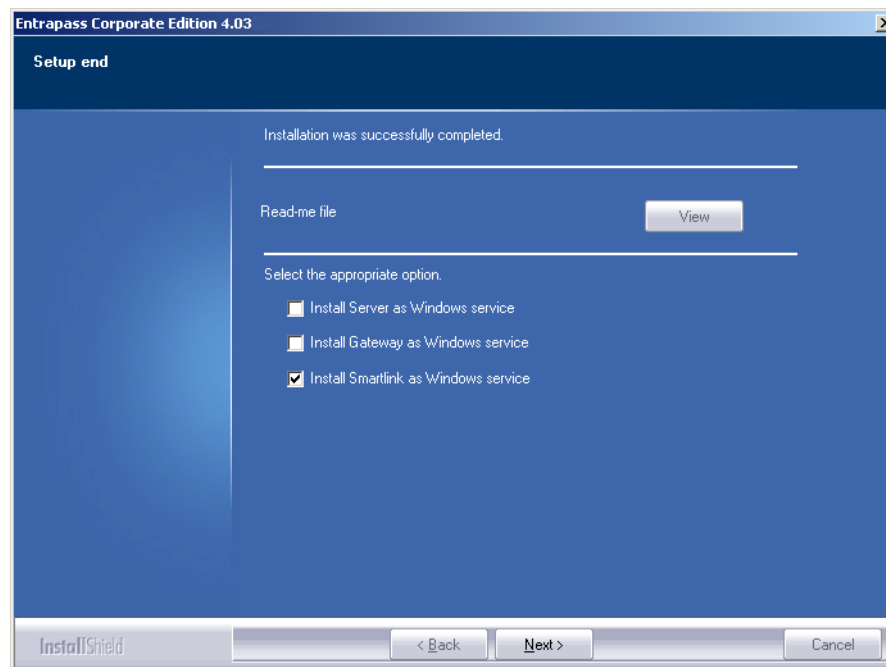 Entrapass Corporate Edition 4.03
Setup end
Installation was successfully completed.
Read-me file
View
Select the appropriate option.
Install Server as Windows service
Install Gateway as Windows service
Install Smartlink as Windows service
InstallShield
< Back
Next >
Cancel